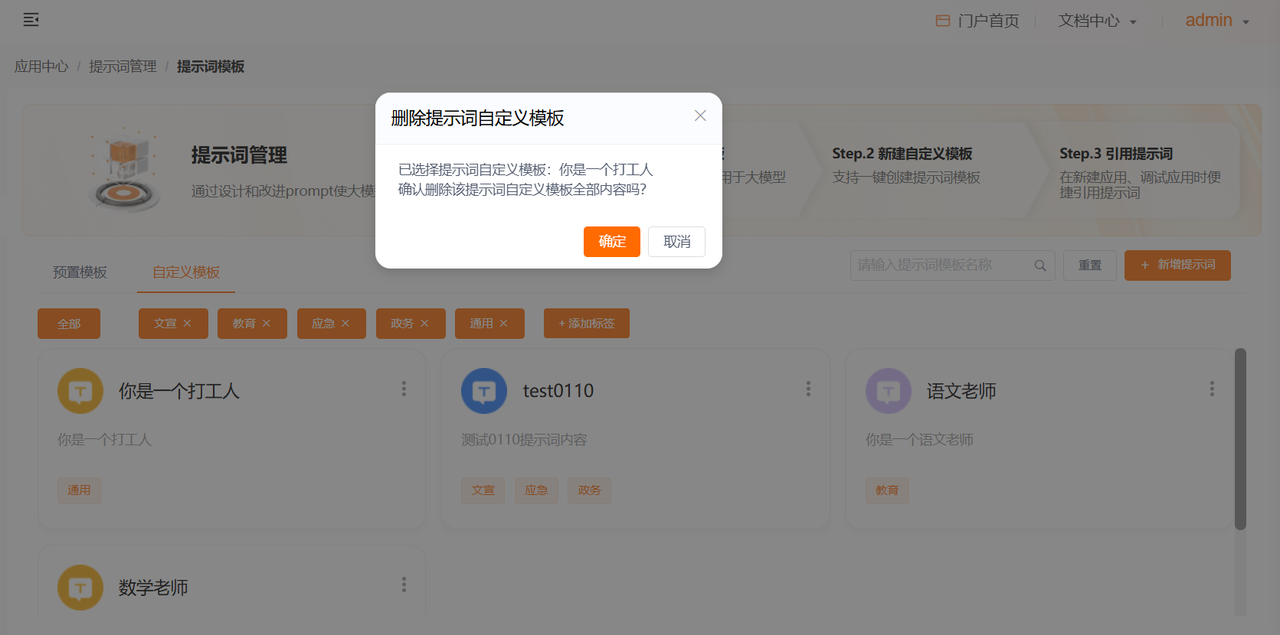 门户首页
文档中心
admin
应用中心 / 提示词管理 / 提示词模板
删除提示词自定义模板
已选择提示词自定义模板：你是一个打工人
确认删除该提示词自定义模板全部内容吗?
确定
取消
提示词管理
通过设计和改进prompt使大模
用于大模型
Step.2 新建自定义模板
支持一键创建提示词模板
Step.3 引用提示词
在新建应用、调试应用时便
捷引用提示词
预置模板
自定义模板
请输入提示词模板名称
重置
+ 新增提示词
全部
文宣 ×
教育 ×
应急 ×
政务 ×
通用 ×
+ 添加标签
你是一个打工人
你是一个打工人
通用
test0110
测试0110提示词内容
文宣
应急
政务
语文老师
你是一个语文老师
教育
数学老师